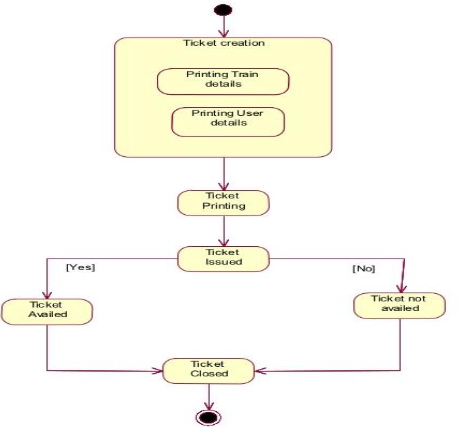 Ticket creation
Printing Train
details
Printing User
details
Ticket
Printing
Ticket
Issued
[Yes]
[No]
Ticket
Availed
Ticket not
availed
Ticket
Closed